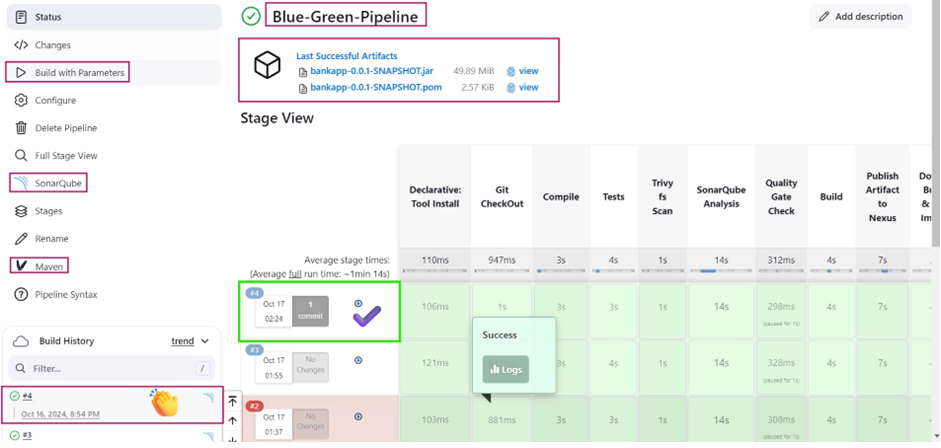 Status
Changes
Build with Parameters
Configure
Delete Pipeline
Full Stage View
SonarQube
Stages
Rename
Maven
Pipeline Syntax
Build History
trend
Filter...
/
#4
Oct 16, 2024, 8:54 PM
#3
Blue-Green-Pipeline
Add description
Last Successful Artifacts
bankapp-0.0.1-SNAPSHOT.jar 49.89 MiB view
bankapp-0.0.1-SNAPSHOT.pom 2.57 KiB view
Stage View
Declarative: Tool Install
Git CheckOut
Compile
Tests
Trivy fs Scan
SonarQube Analysis
Quality Gate Check
Build
Publish Artifact to Nexus
Average stage times:
(Average full run time: ~1min 14s)
110ms 947ms 3s 4s 1s 14s 312ms 4s 7s
#4
Oct 17
02:24
1
commit
106ms 1s 3s 3s 1s 14s 298ms 4s 7s
(paused for 1s)
Success
Logs
#3
Oct 17
01:55
No
Changes
121ms 3s 4s 1s 14s 328ms 4s 7s
(paused for 1s)
#2
Oct 17
01:37
No
Changes
103ms 881ms 3s 4s 1s 14s 308ms 4s 7s
(paused for 1s)